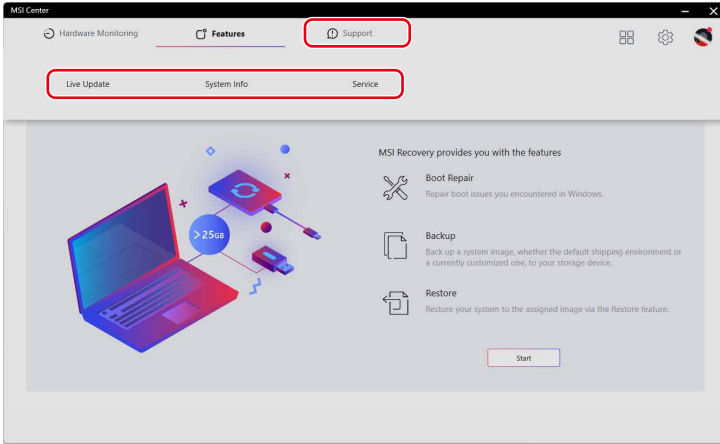 MSI Center
Hardware Monitoring
Features
Support
Live Update
System Info
Service
MSI Recovery provides you with the features
Boot Repair
Repair boot issues you encountered in Windows.
Backup
Back up a system image, whether the default shipping environment or
a currently customized one, to your storage device.
Restore
Restore your system to the assigned image via the Restore feature.
>25GB
Start